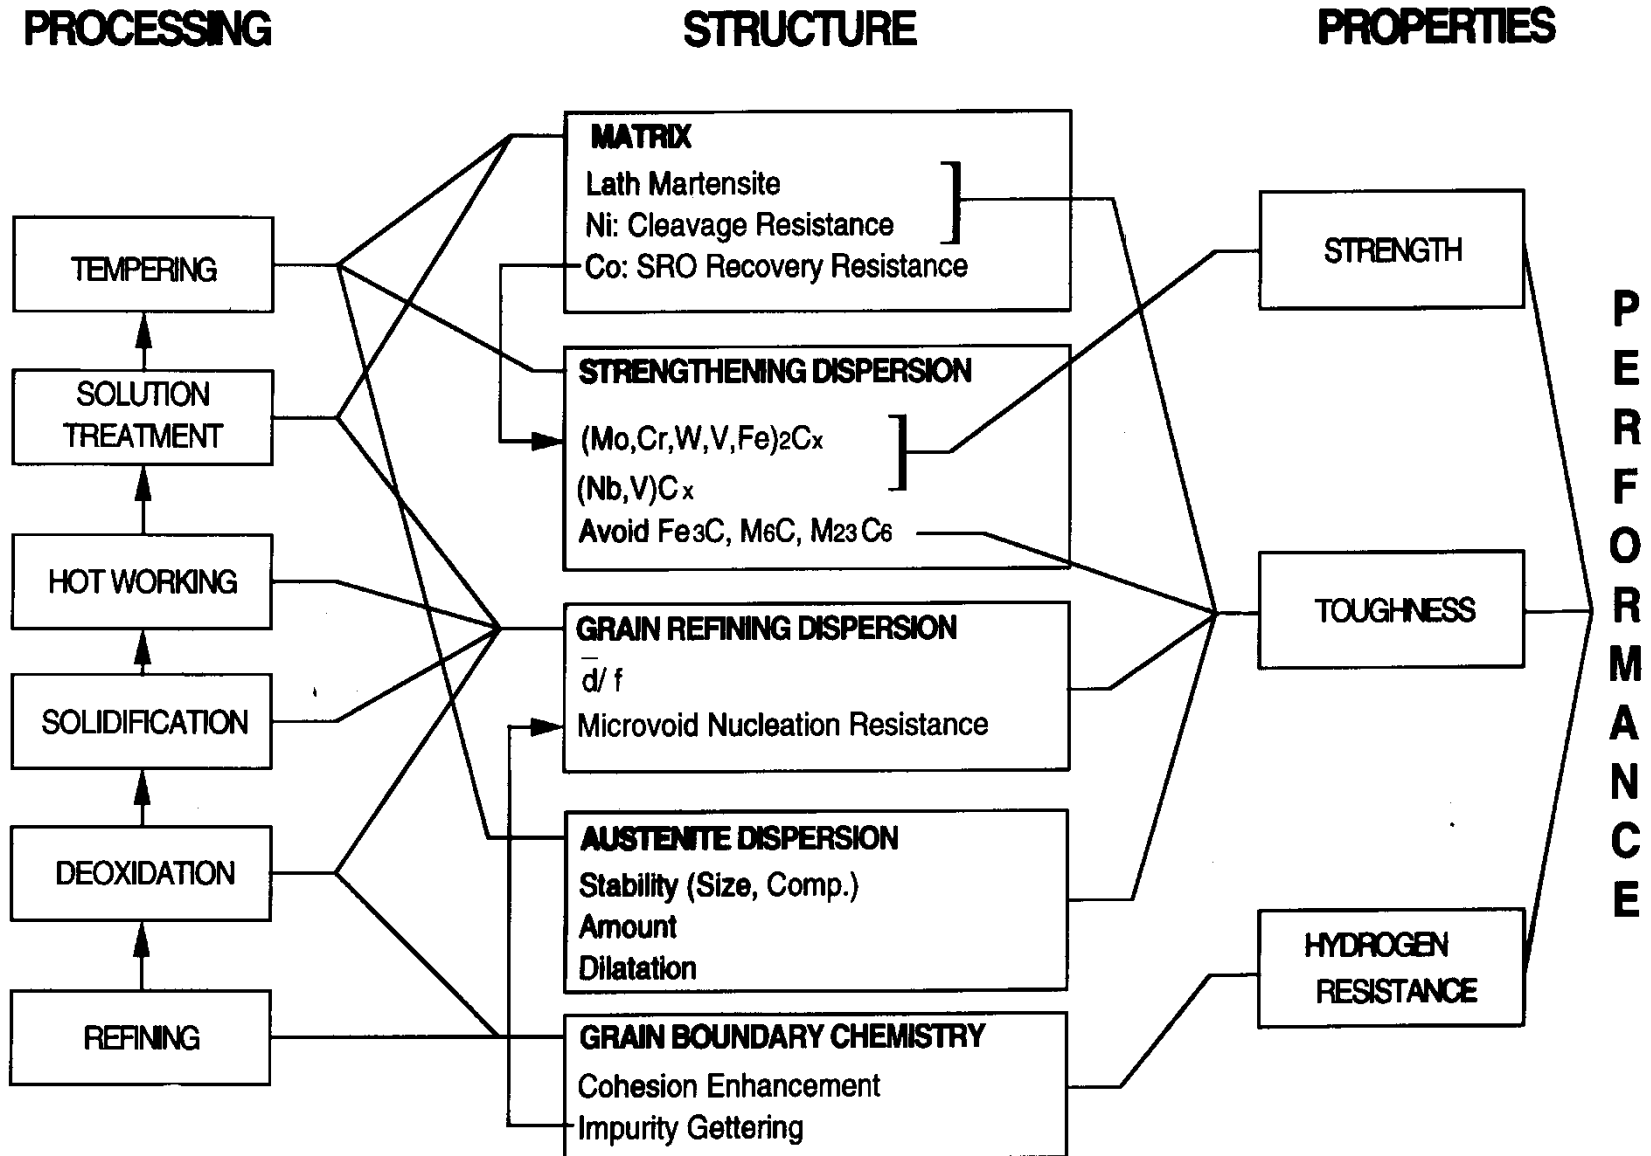 PROCESSING
STRUCTURE
PROPERTIES
TEMPERING
SOLUTION
TREATMENT
HOT WORKING
SOLIDIFICATION
DEOXIDATION
REFINING
MATRIX
Lath Martensite
Ni: Cleavage Resistance
Co: SRO Recovery Resistance
STRENGTHENING DISPERSION
(Mo,Cr,W,V,Fe)₂Cₓ
(Nb,V)Cₓ
Avoid Fe₃C, M₆C, M₂₃C₆
GRAIN REFINING DISPERSION
d̅/ f
Microvoid Nucleation Resistance
AUSTENITE DISPERSION
Stability (Size, Comp.)
Amount
Dilatation
GRAIN BOUNDARY CHEMISTRY
Cohesion Enhancement
Impurity Gettering
STRENGTH
TOUGHNESS
HYDROGEN
RESISTANCE
PERFORMANCE